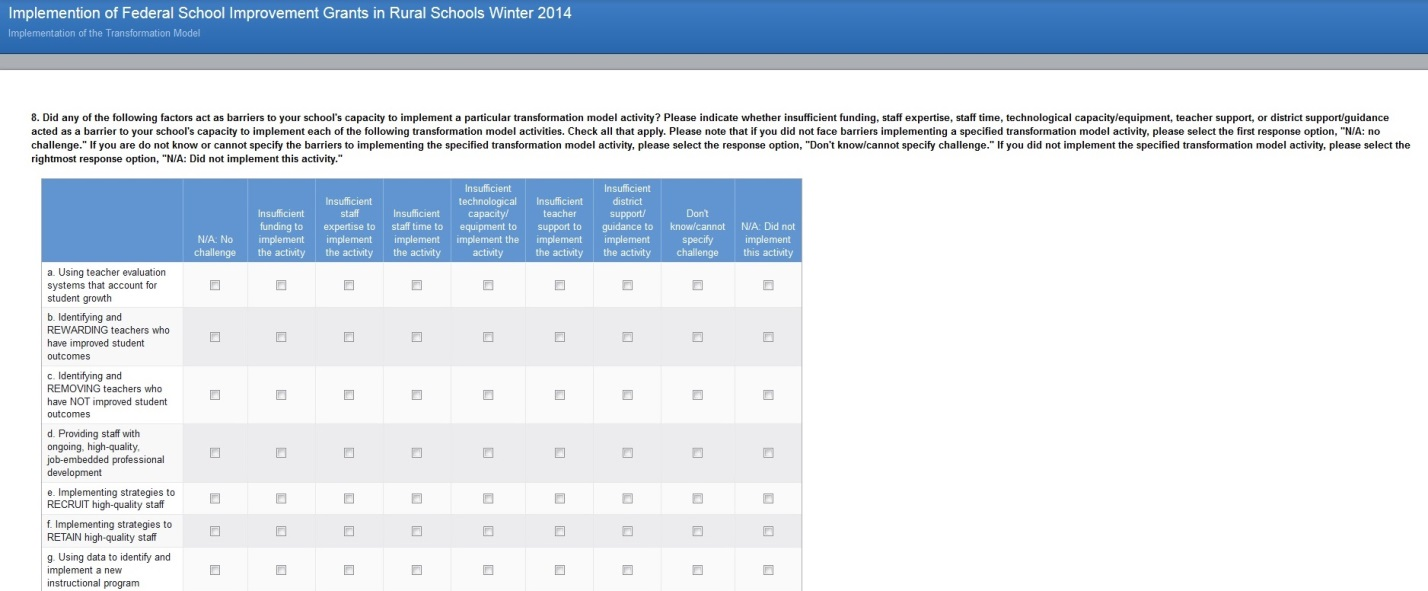 Implemention of Federal School Improvement Grants in Rural Schools Winter 2014
Implementation of the Transformation Model
8. Did any of the following factors act as barriers to your school's capacity to implement a particular transformation model activity? Please indicate whether insufficient funding, staff expertise, staff time, technological capacity/equipment, teacher support, or district support/guidance
acted as a barrier to your school's capacity to implement each of the following transformation model activities. Check all that apply. Please note that if you did not face barriers implementing a specified transformation model activity, please select the first response option, "N/A: no
challenge." If you are do not know or cannot specify the barriers to implementing the specified transformation model activity, please select the response option, "Don't know/cannot specify challenge." If you did not implement the specified transformation model activity, please select the
rightmost response option, "N/A: Did not implement this activity."
N/A: No
challenge
Insufficient
funding to
implement
the activity
Insufficient
staff
expertise to
implement
the activity
Insufficient
staff time to
implement
the activity
Insufficient
technological
capacity/
equipment to
implement the
activity
Insufficient
teacher
support to
implement
the activity
Insufficient
district
support/
guidance to
implement
the activity
Don't
know/cannot
specify
challenge
N/A: Did not
implement
this activity
a. Using teacher evaluation
systems that account for
student growth
b. Identifying and
REWARDING teachers who
have improved student
outcomes
c. Identifying and
REMOVING teachers who
have NOT improved student
outcomes
d. Providing staff with
ongoing, high-quality,
job-embedded professional
development
e. Implementing strategies to
RECRUIT high-quality staff
f. Implementing strategies to
RETAIN high-quality staff
g. Using data to identify and
implement a new
instructional program